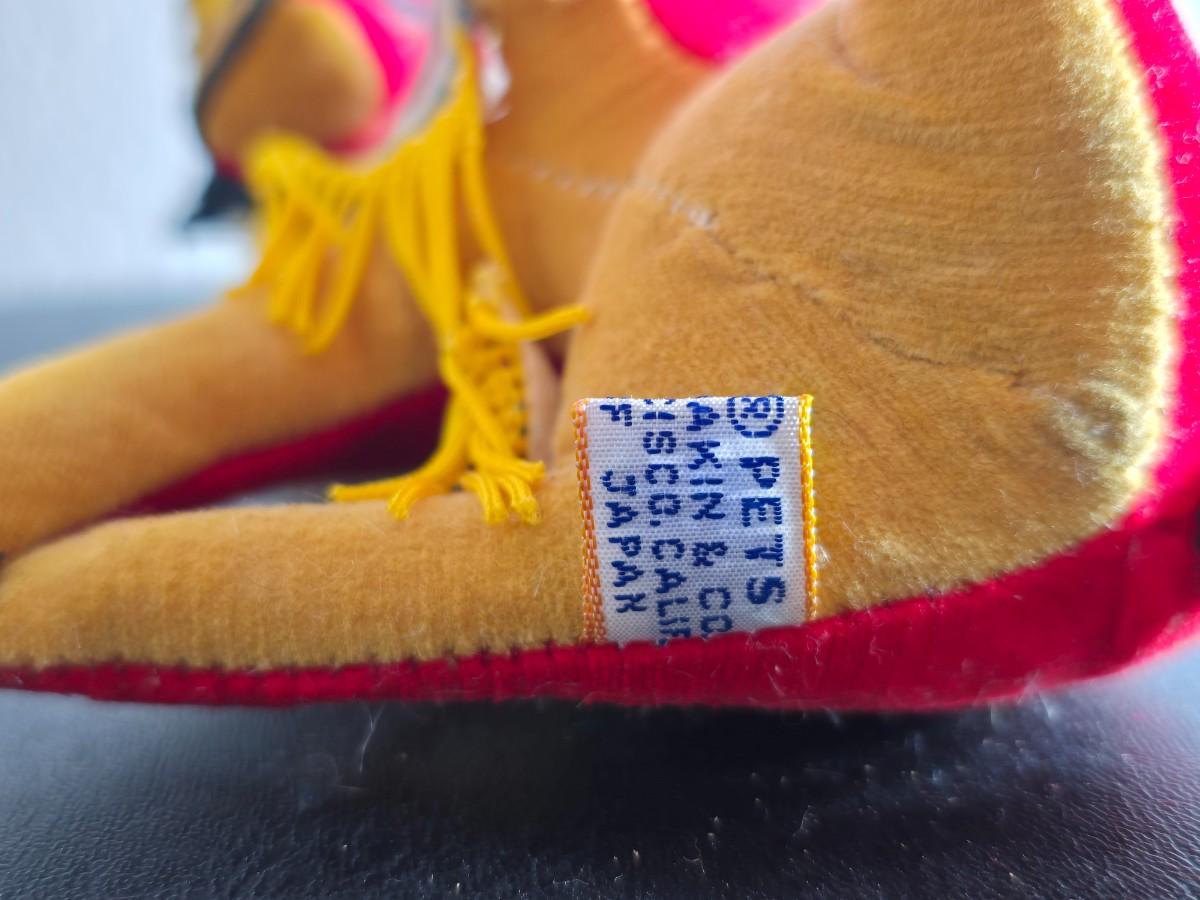 ® PETS
AKIN & CO.
ISCO. CALIF
F JAPAN